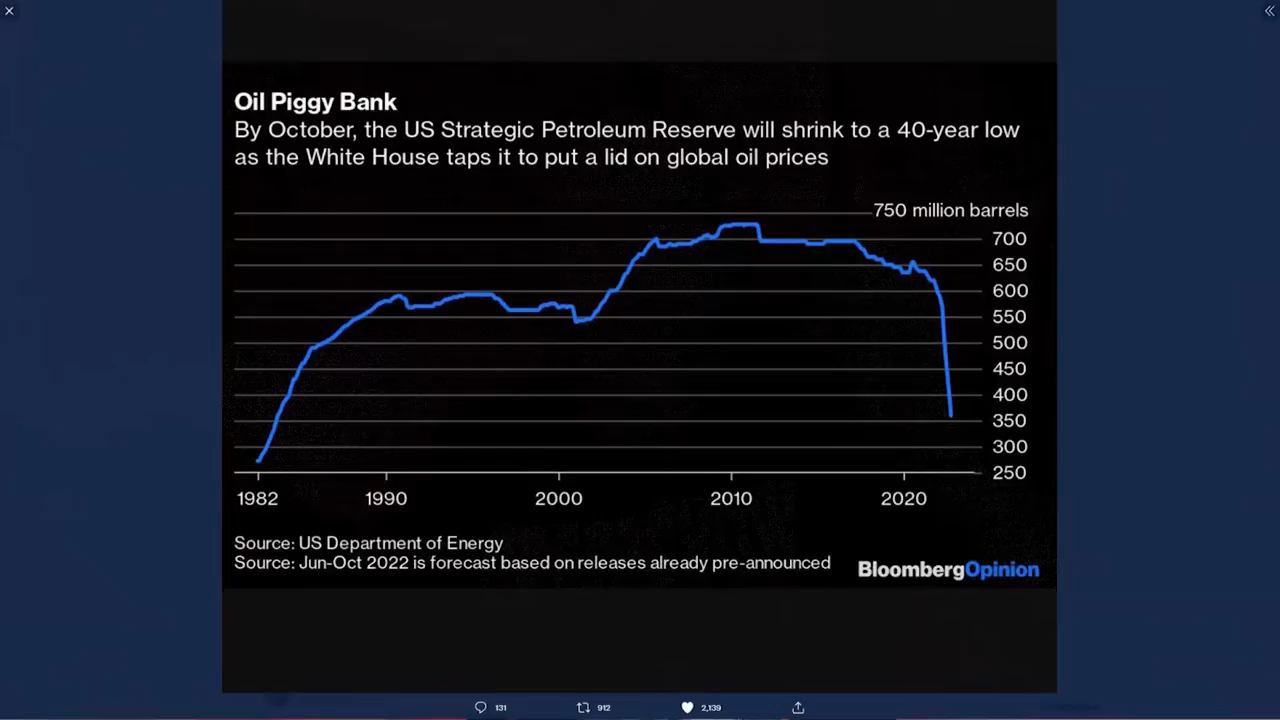 Oil Piggy Bank
By October, the US Strategic Petroleum Reserve will shrink to a 40-year low
as the White House taps it to put a lid on global oil prices
750 million barrels
700
650
600
550
500
450
400
350
300
250
1982 1990 2000 2010 2020
Source: US Department of Energy
Source: Jun-Oct 2022 is forecast based on releases already pre-announced
BloombergOpinion
131 912 2,139